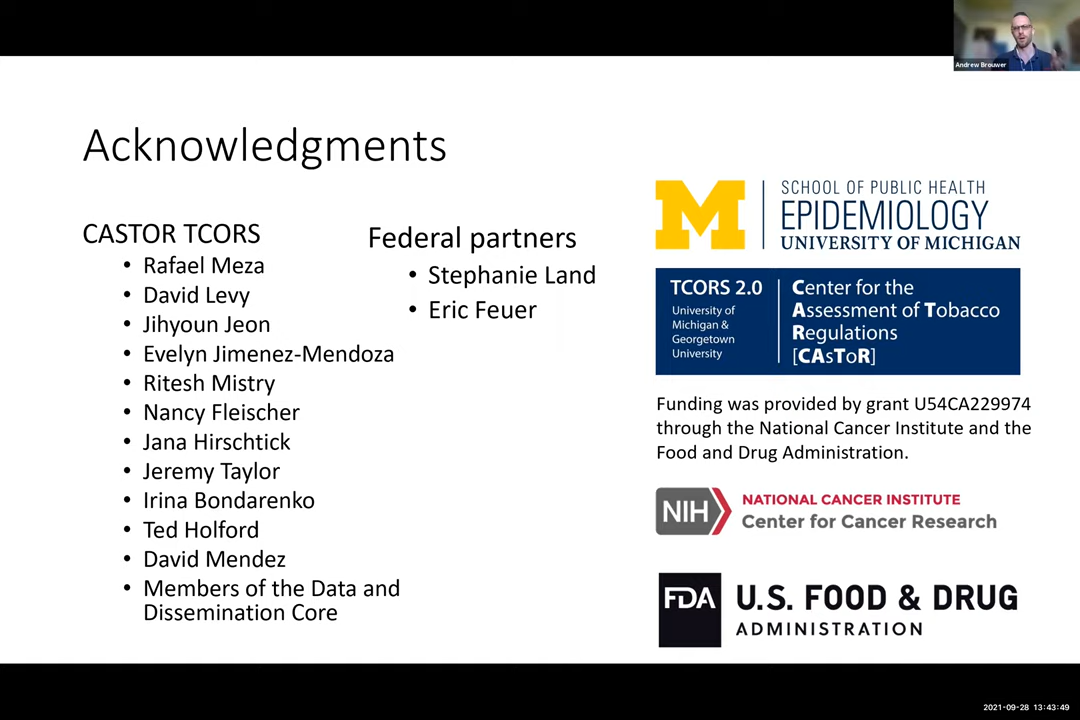 Andrew Brouwer
Acknowledgments
CASTOR TCORS
• Rafael Meza
• David Levy
• Jihyoun Jeon
• Evelyn Jimenez-Mendoza
• Ritesh Mistry
• Nancy Fleischer
• Jana Hirschtick
• Jeremy Taylor
• Irina Bondarenko
• Ted Holford
• David Mendez
• Members of the Data and
Dissemination Core
Federal partners
• Stephanie Land
• Eric Feuer
M
SCHOOL OF PUBLIC HEALTH
EPIDEMIOLOGY
UNIVERSITY OF MICHIGAN
TCORS 2.0
University of
Michigan &
Georgetown
University
Center for the
Assessment of Tobacco
Regulations
[CAsToR]
Funding was provided by grant U54CA229974
through the National Cancer Institute and the
Food and Drug Administration.
NIH
NATIONAL CANCER INSTITUTE
Center for Cancer Research
FDA
U.S. FOOD & DRUG
ADMINISTRATION
2021-09-28 13:43:49